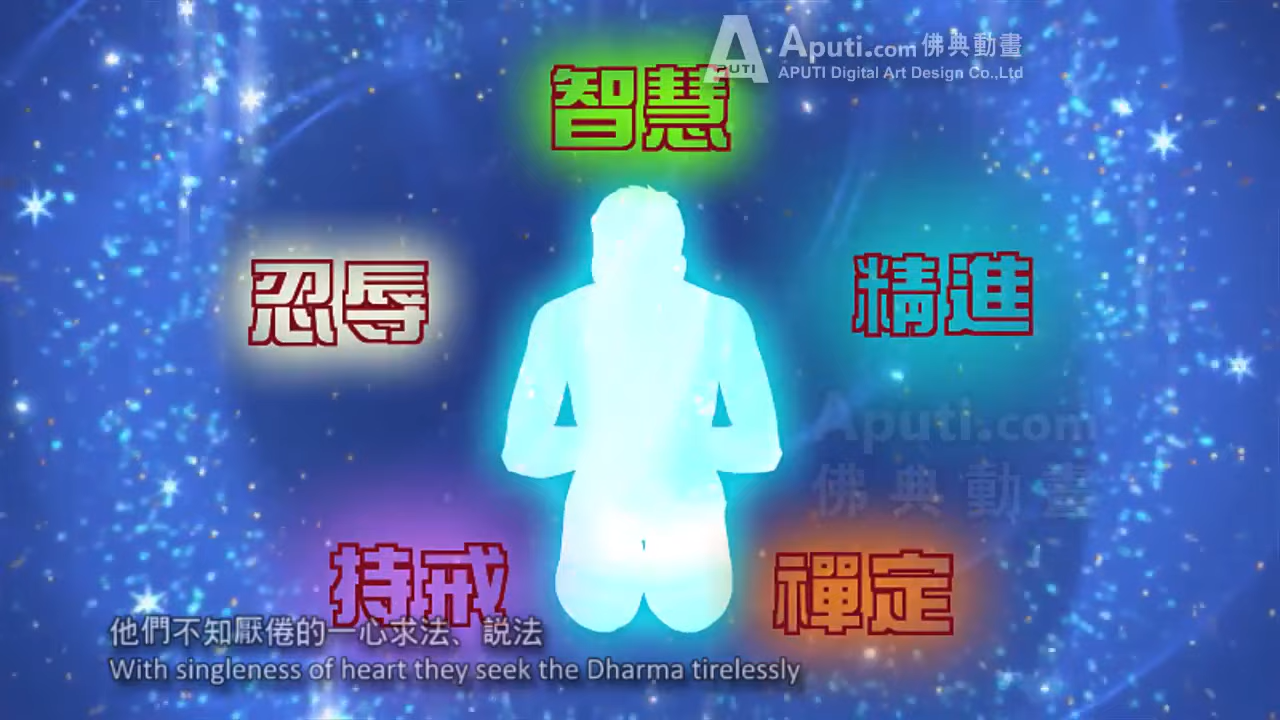 APUTI
Aputi.com 佛典動畫
APUTI Digital Art Design Co.,Ltd
智慧
忍辱
精進
Aputi.com
佛典動畫
持戒
禪定
他們不知厭倦的一心求法、說法
With singleness of heart they seek the Dharma tirelessly